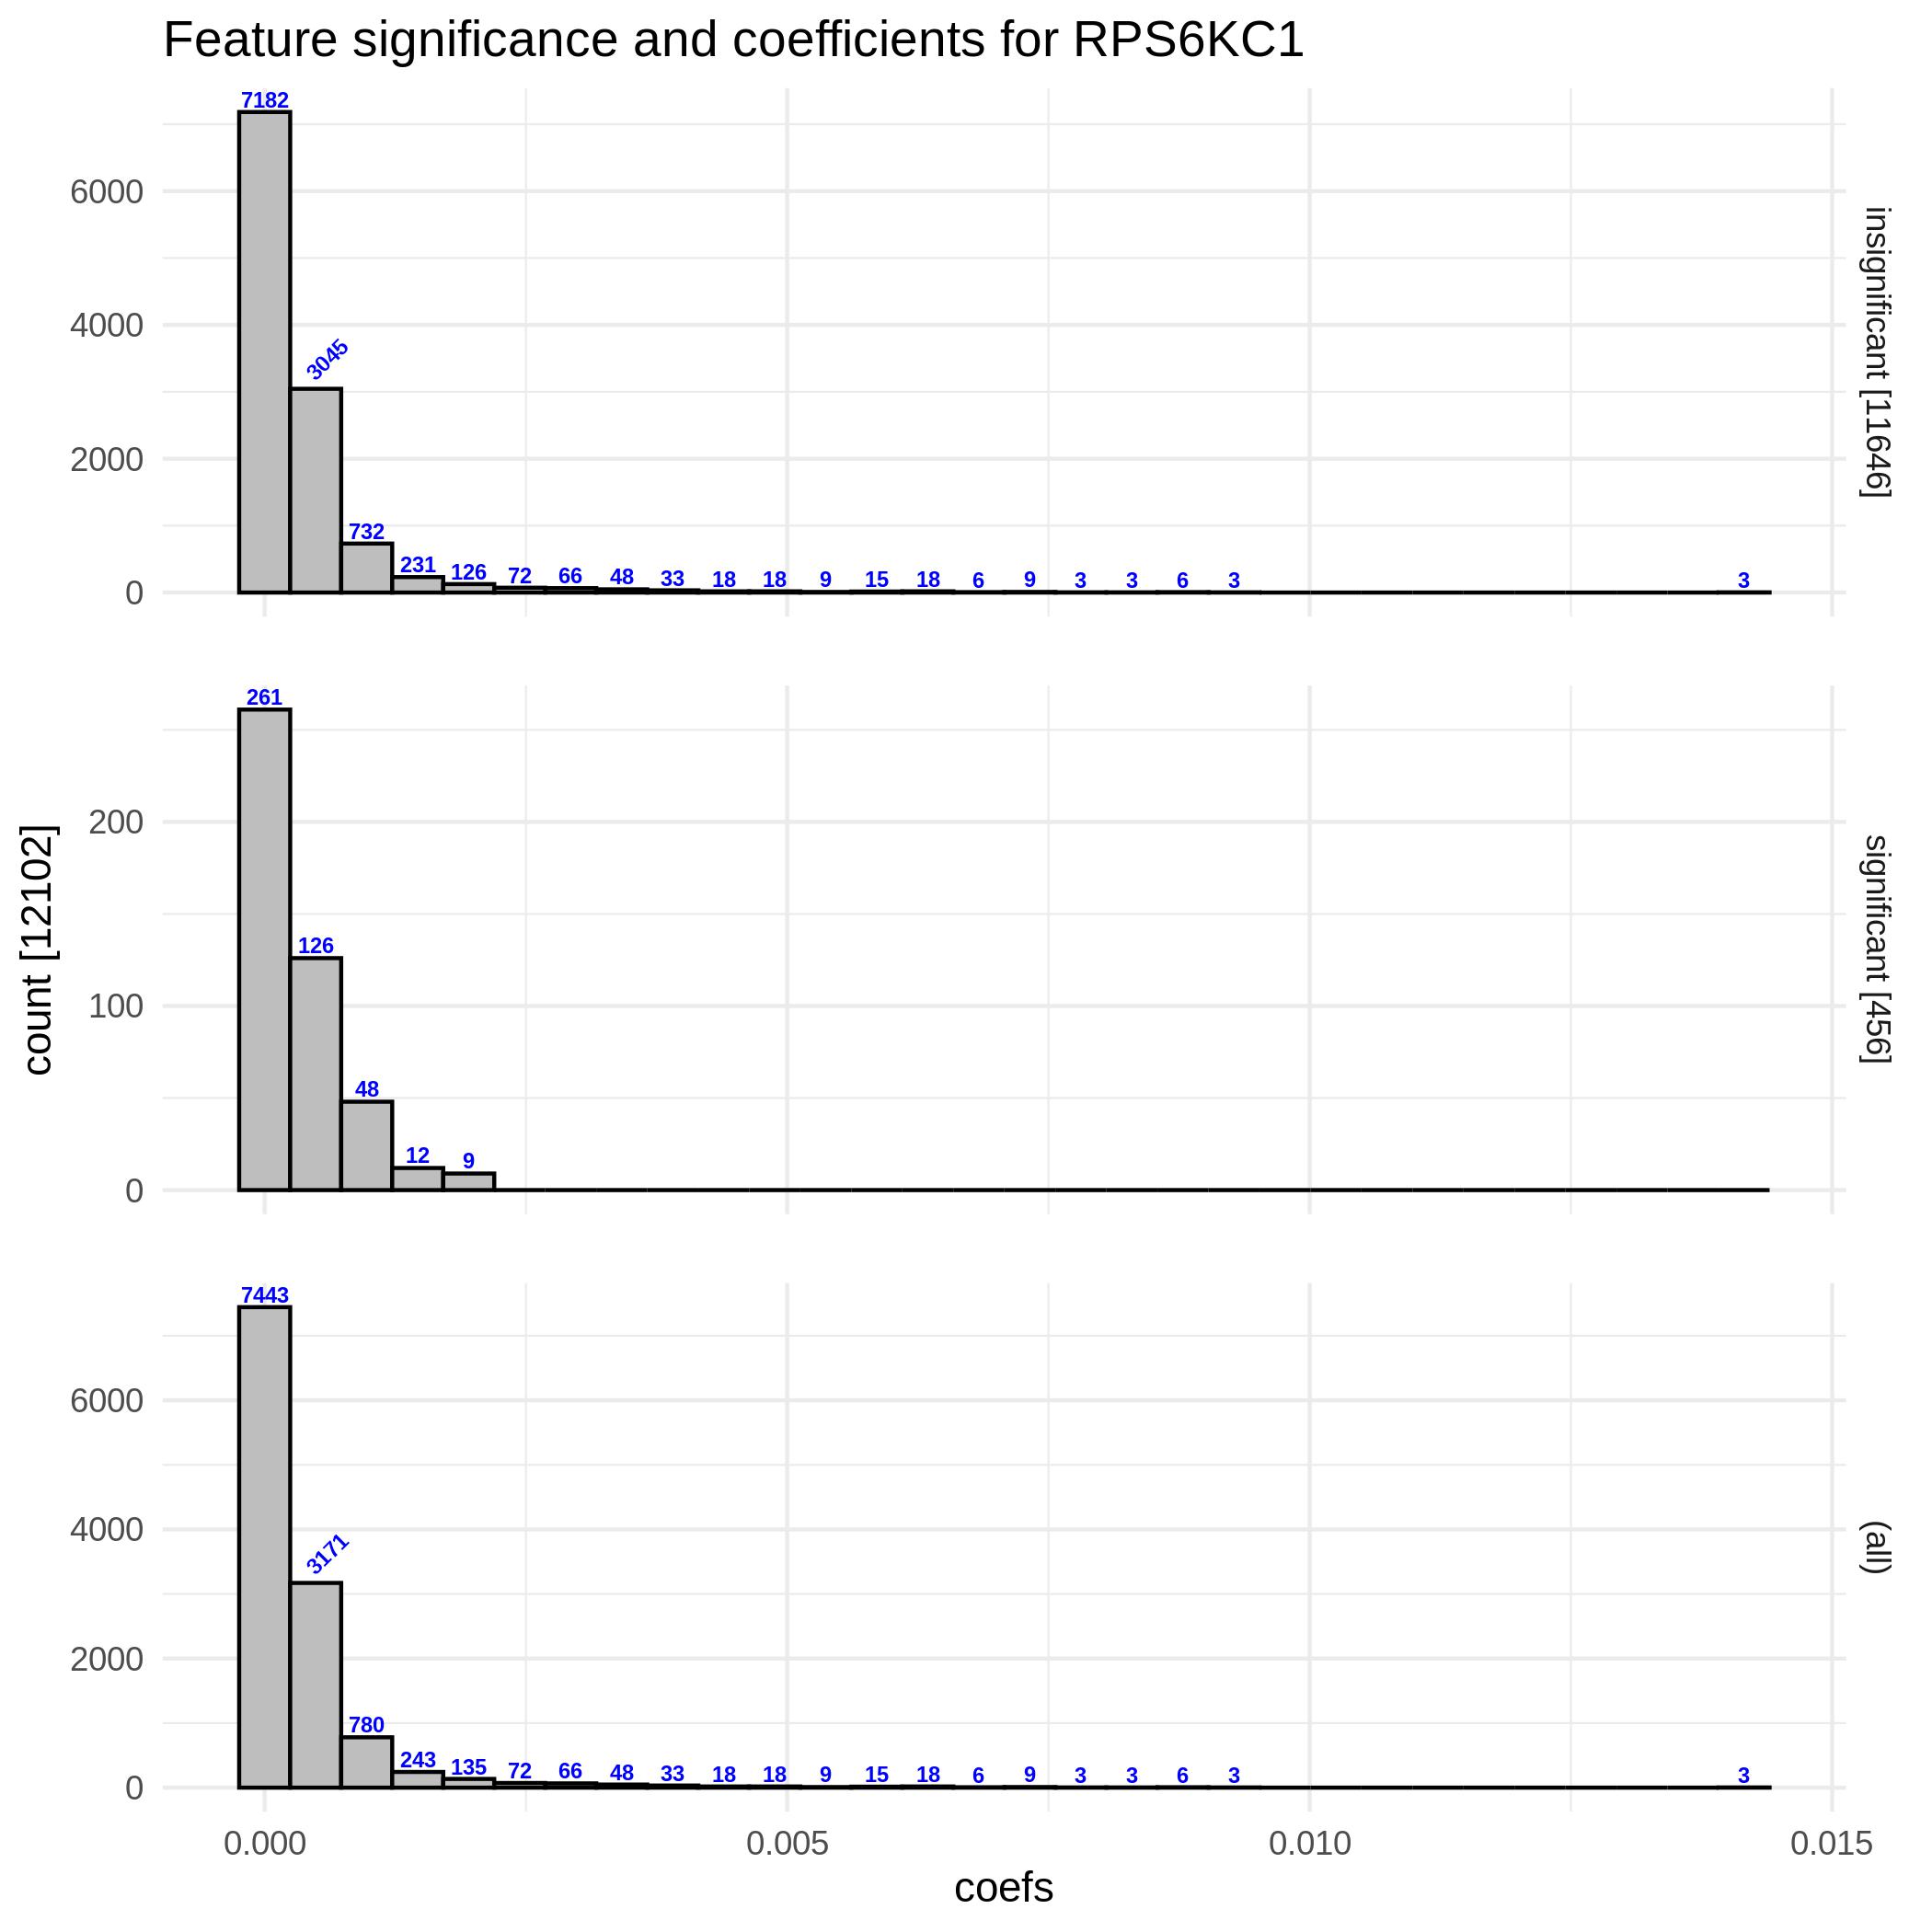 Feature significance and coefficients for RPS6KC1
7182
6000
4000
3045
2000
732
231 126 72 66 48 33 18 18 9 15 18 6 9 3 3 6 3 3
0
insignificant [11646]
261
200
126
100
48
12 9
0
significant [456]
count [12102]
7443
6000
4000
3171
2000
780
243 135 72 66 48 33 18 18 9 15 18 6 9 3 3 6 3 3
0
(all)
0.000 0.005 0.010 0.015
coefs